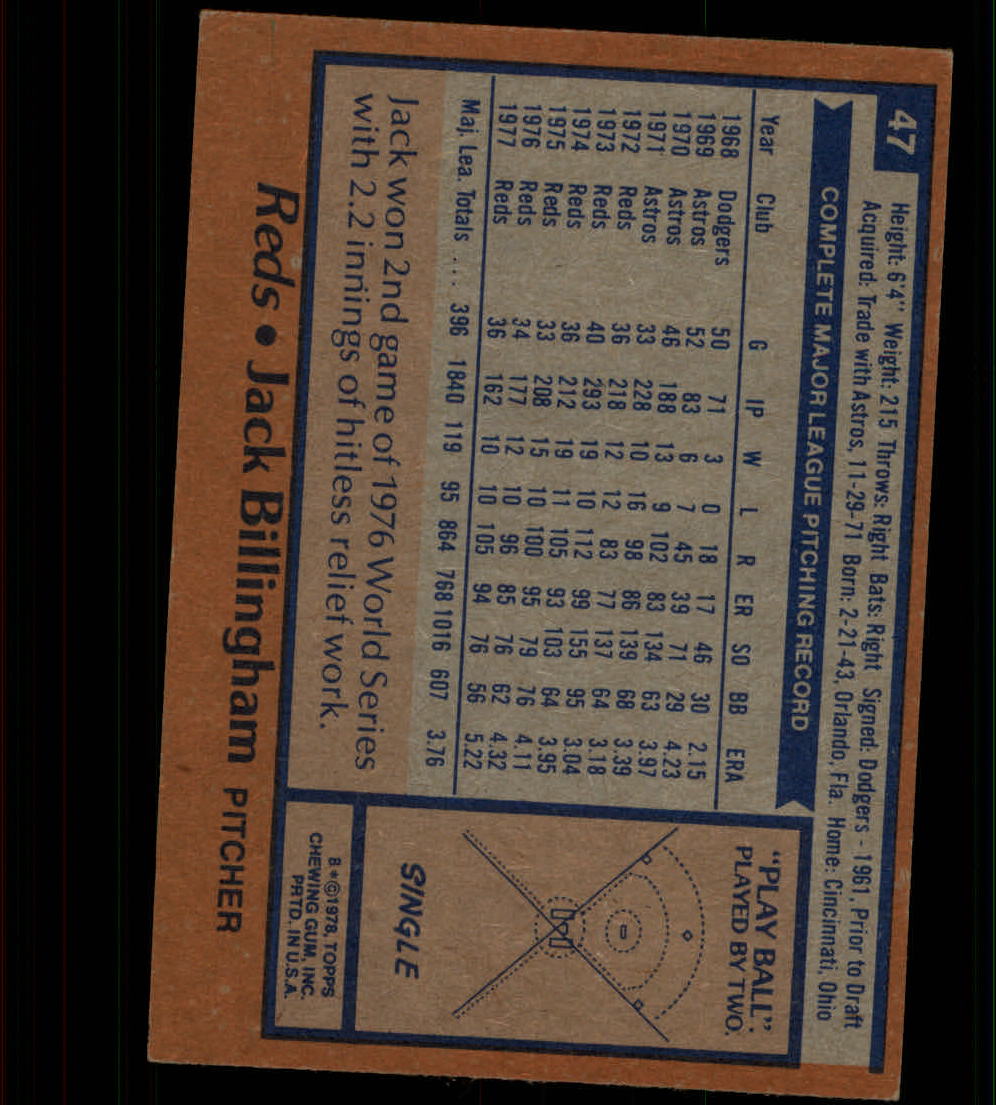 47
Height: 6'4" Weight: 215 Throws: Right Bats: Right Signed: Dodgers - 1961, Prior to Draft
Acquired: Trade with Astros, 11-29-71 Born: 2-21-43, Orlando, Fla. Home: Cincinnati, Ohio
COMPLETE MAJOR LEAGUE PITCHING RECORD
Year Club G IP W L R ER SO BB ERA
1968 Dodgers 50 71 3 0 18 17 46 30 2.15
1969 Astros 52 83 6 7 45 39 71 29 4.23
1970 Astros 46 188 13 9 102 83 134 63 3.97
1971 Astros 33 228 10 16 98 86 139 68 3.39
1972 Reds 36 218 12 12 83 77 137 64 3.18
1973 Reds 40 293 19 10 112 99 155 95 3.04
1974 Reds 36 212 19 11 105 93 103 64 3.95
1975 Reds 33 208 15 10 100 95 79 76 4.11
1976 Reds 34 177 12 10 96 85 76 62 4.32
1977 Reds 36 162 10 10 105 94 76 56 5.22
Maj. Lea. Totals ... 396 1840 119 95 864 768 1016 607 3.76
Jack won 2nd game of 1976 World Series
with 2.2 innings of hitless relief work.
"PLAY BALL".
PLAYED BY TWO.
SINGLE
8*©1978, TOPPS
CHEWING GUM, INC.
PRTD. IN U.S.A.
Reds • Jack Billingham PITCHER